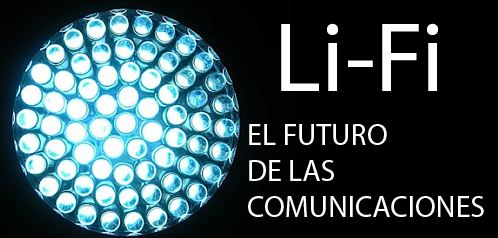 Li-Fi
EL FUTURO
DE LAS
COMUNICACIONES